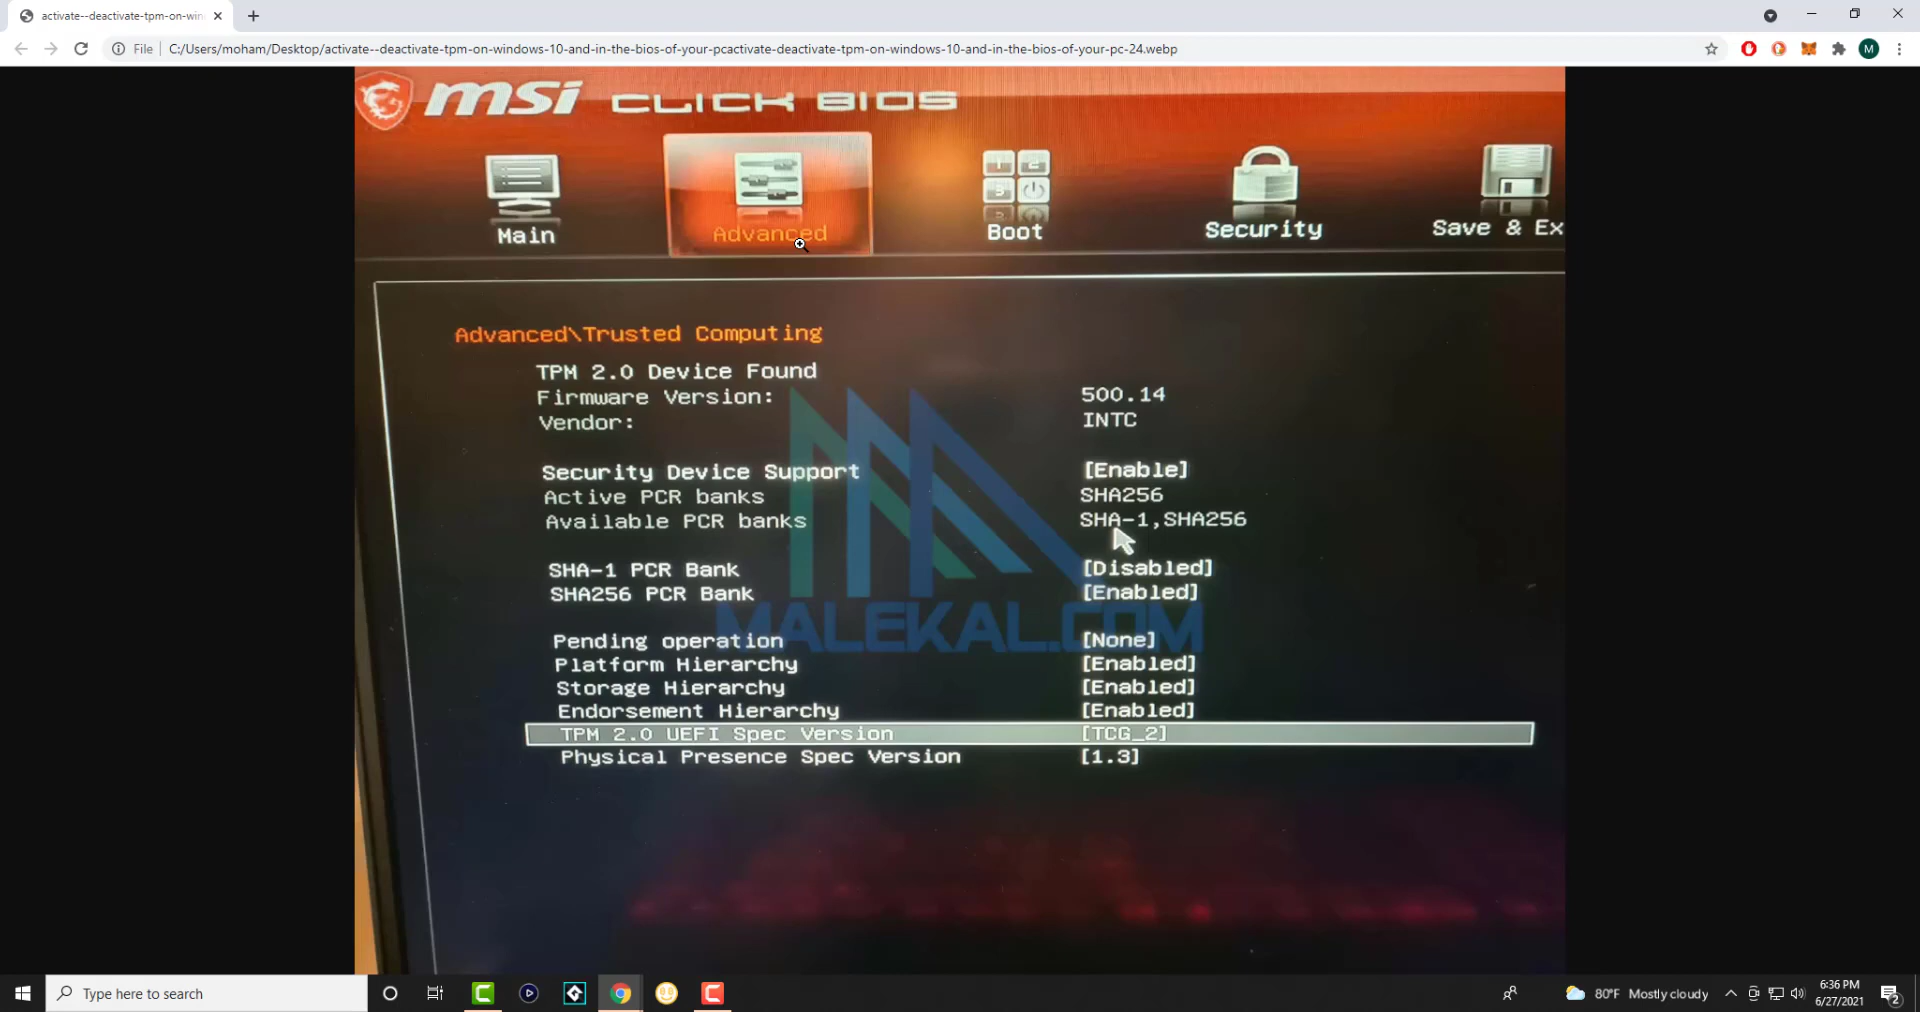 activate--deactivate-tpm-on-win
File C:/Users/moham/Desktop/activate--deactivate-tpm-on-windows-10-and-in-the-bios-of-your-pcactivate-deactivate-tpm-on-windows-10-and-in-the-bios-of-your-pc-24.webp
M
msi CLICK BIOS
Main
Advanced
Boot
Security
Save & Ex
Advanced\Trusted Computing
TPM 2.0 Device Found
Firmware Version: 500.14
Vendor: INTC
Security Device Support [Enable]
Active PCR banks SHA256
Available PCR banks SHA-1,SHA256
SHA-1 PCR Bank [Disabled]
SHA256 PCR Bank [Enabled]
MALEKAL.COM
Pending operation [None]
Platform Hierarchy [Enabled]
Storage Hierarchy [Enabled]
Endorsement Hierarchy [Enabled]
TPM 2.0 UEFI Spec Version [TCG_2]
Physical Presence Spec Version [1.3]
Type here to search
80°F Mostly cloudy
6:36 PM
6/27/2021
2